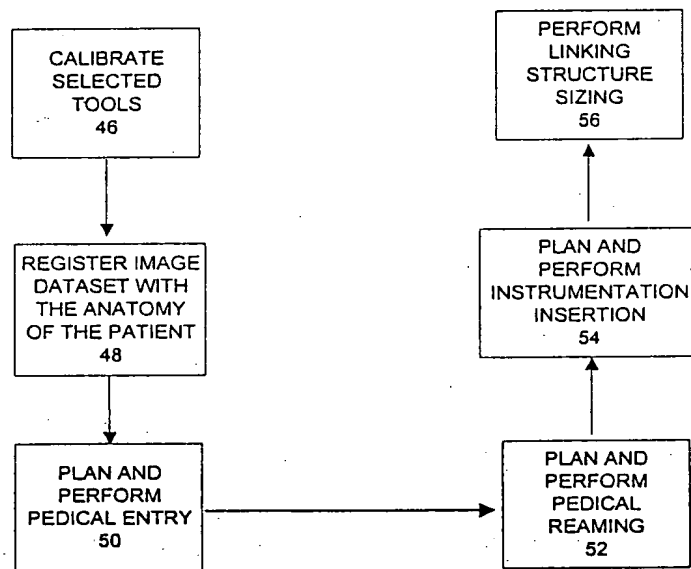 CALIBRATE
SELECTED
TOOLS
46
REGISTER IMAGE
DATASET WITH
THE ANATOMY
OF THE PATIENT
48
PLAN AND
PERFORM
PEDICAL ENTRY
50
PLAN AND
PERFORM
PEDICAL
REAMING
52
PLAN AND
PERFORM
INSTRUMENTATION
INSERTION
54
PERFORM
LINKING
STRUCTURE
SIZING
56